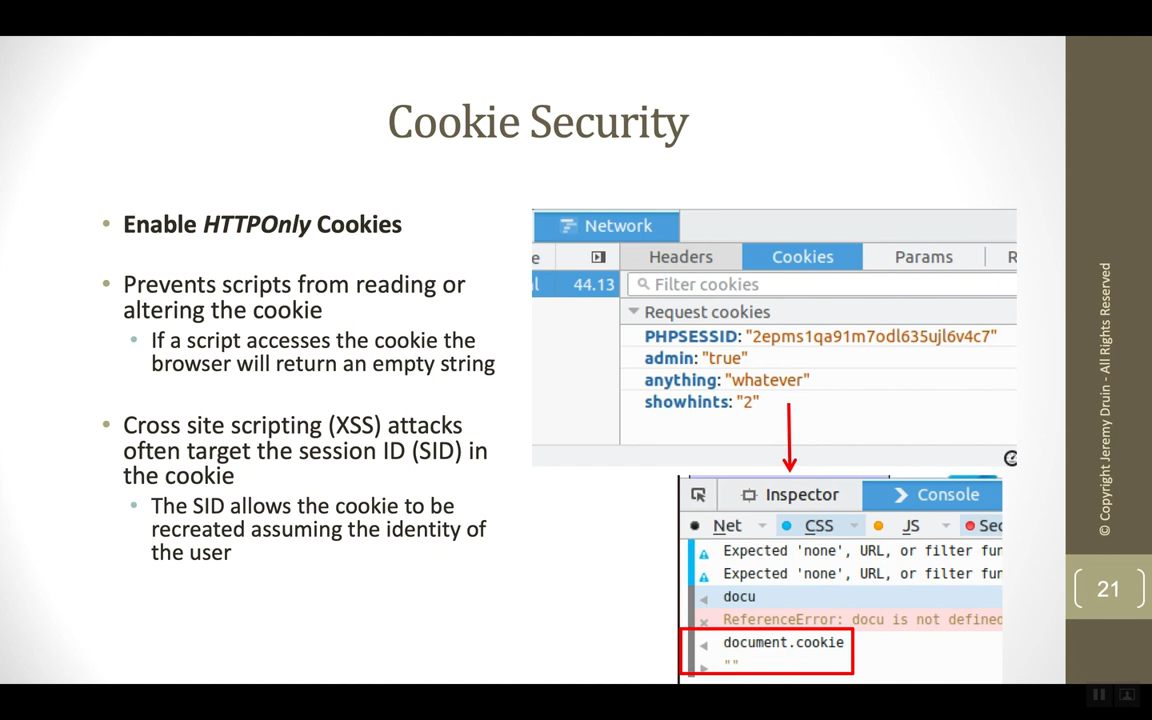 Cookie Security
• Enable HTTPOnly Cookies
• Prevents scripts from reading or
altering the cookie
• If a script accesses the cookie the
browser will return an empty string
• Cross site scripting (XSS) attacks
often target the session ID (SID) in
the cookie
• The SID allows the cookie to be
recreated assuming the identity of
the user
Network
e
Headers
Cookies
Params
R
l 44.13
Filter cookies
Request cookies
PHPSESSID: "2epms1qa91m7odl635ujl6v4c7"
admin: "true"
anything: "whatever"
showhints: "2"
Inspector
Console
Net
CSS
JS
Sec
Expected 'none', URL, or filter fun
Expected 'none', URL, or filter fun
docu
ReferenceError: docu is not defined
document.cookie
""
© Copyright Jeremy Druin - All Rights Reserved
21